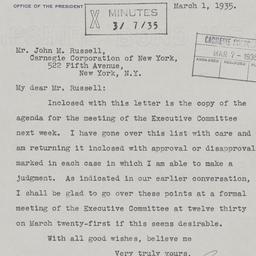 OFFICE OF THE PRESIDENT
March 1, 1935.
X MINUTES
3/ 7/35
Mr. John M. Russell,
Carnegie Corporation of New York,
522 Fifth Avenue,
New York, N.Y.
MAR 7 - 1935
My dear Mr. Russell:
Inclosed with this letter is the copy of the
agenda for the meeting of the Executive Committee
next week. I have gone over this list with care and
am returning it inclosed with approval or disapproval
marked in each case in which I am able to make a
judgment. As indicated in our earlier conversation,
I shall be glad to go over these points at a formal
meeting of the Executive Committee at twelve thirty
on March twenty-first if this seems desirable.
With all good wishes, believe me
Very truly yours,